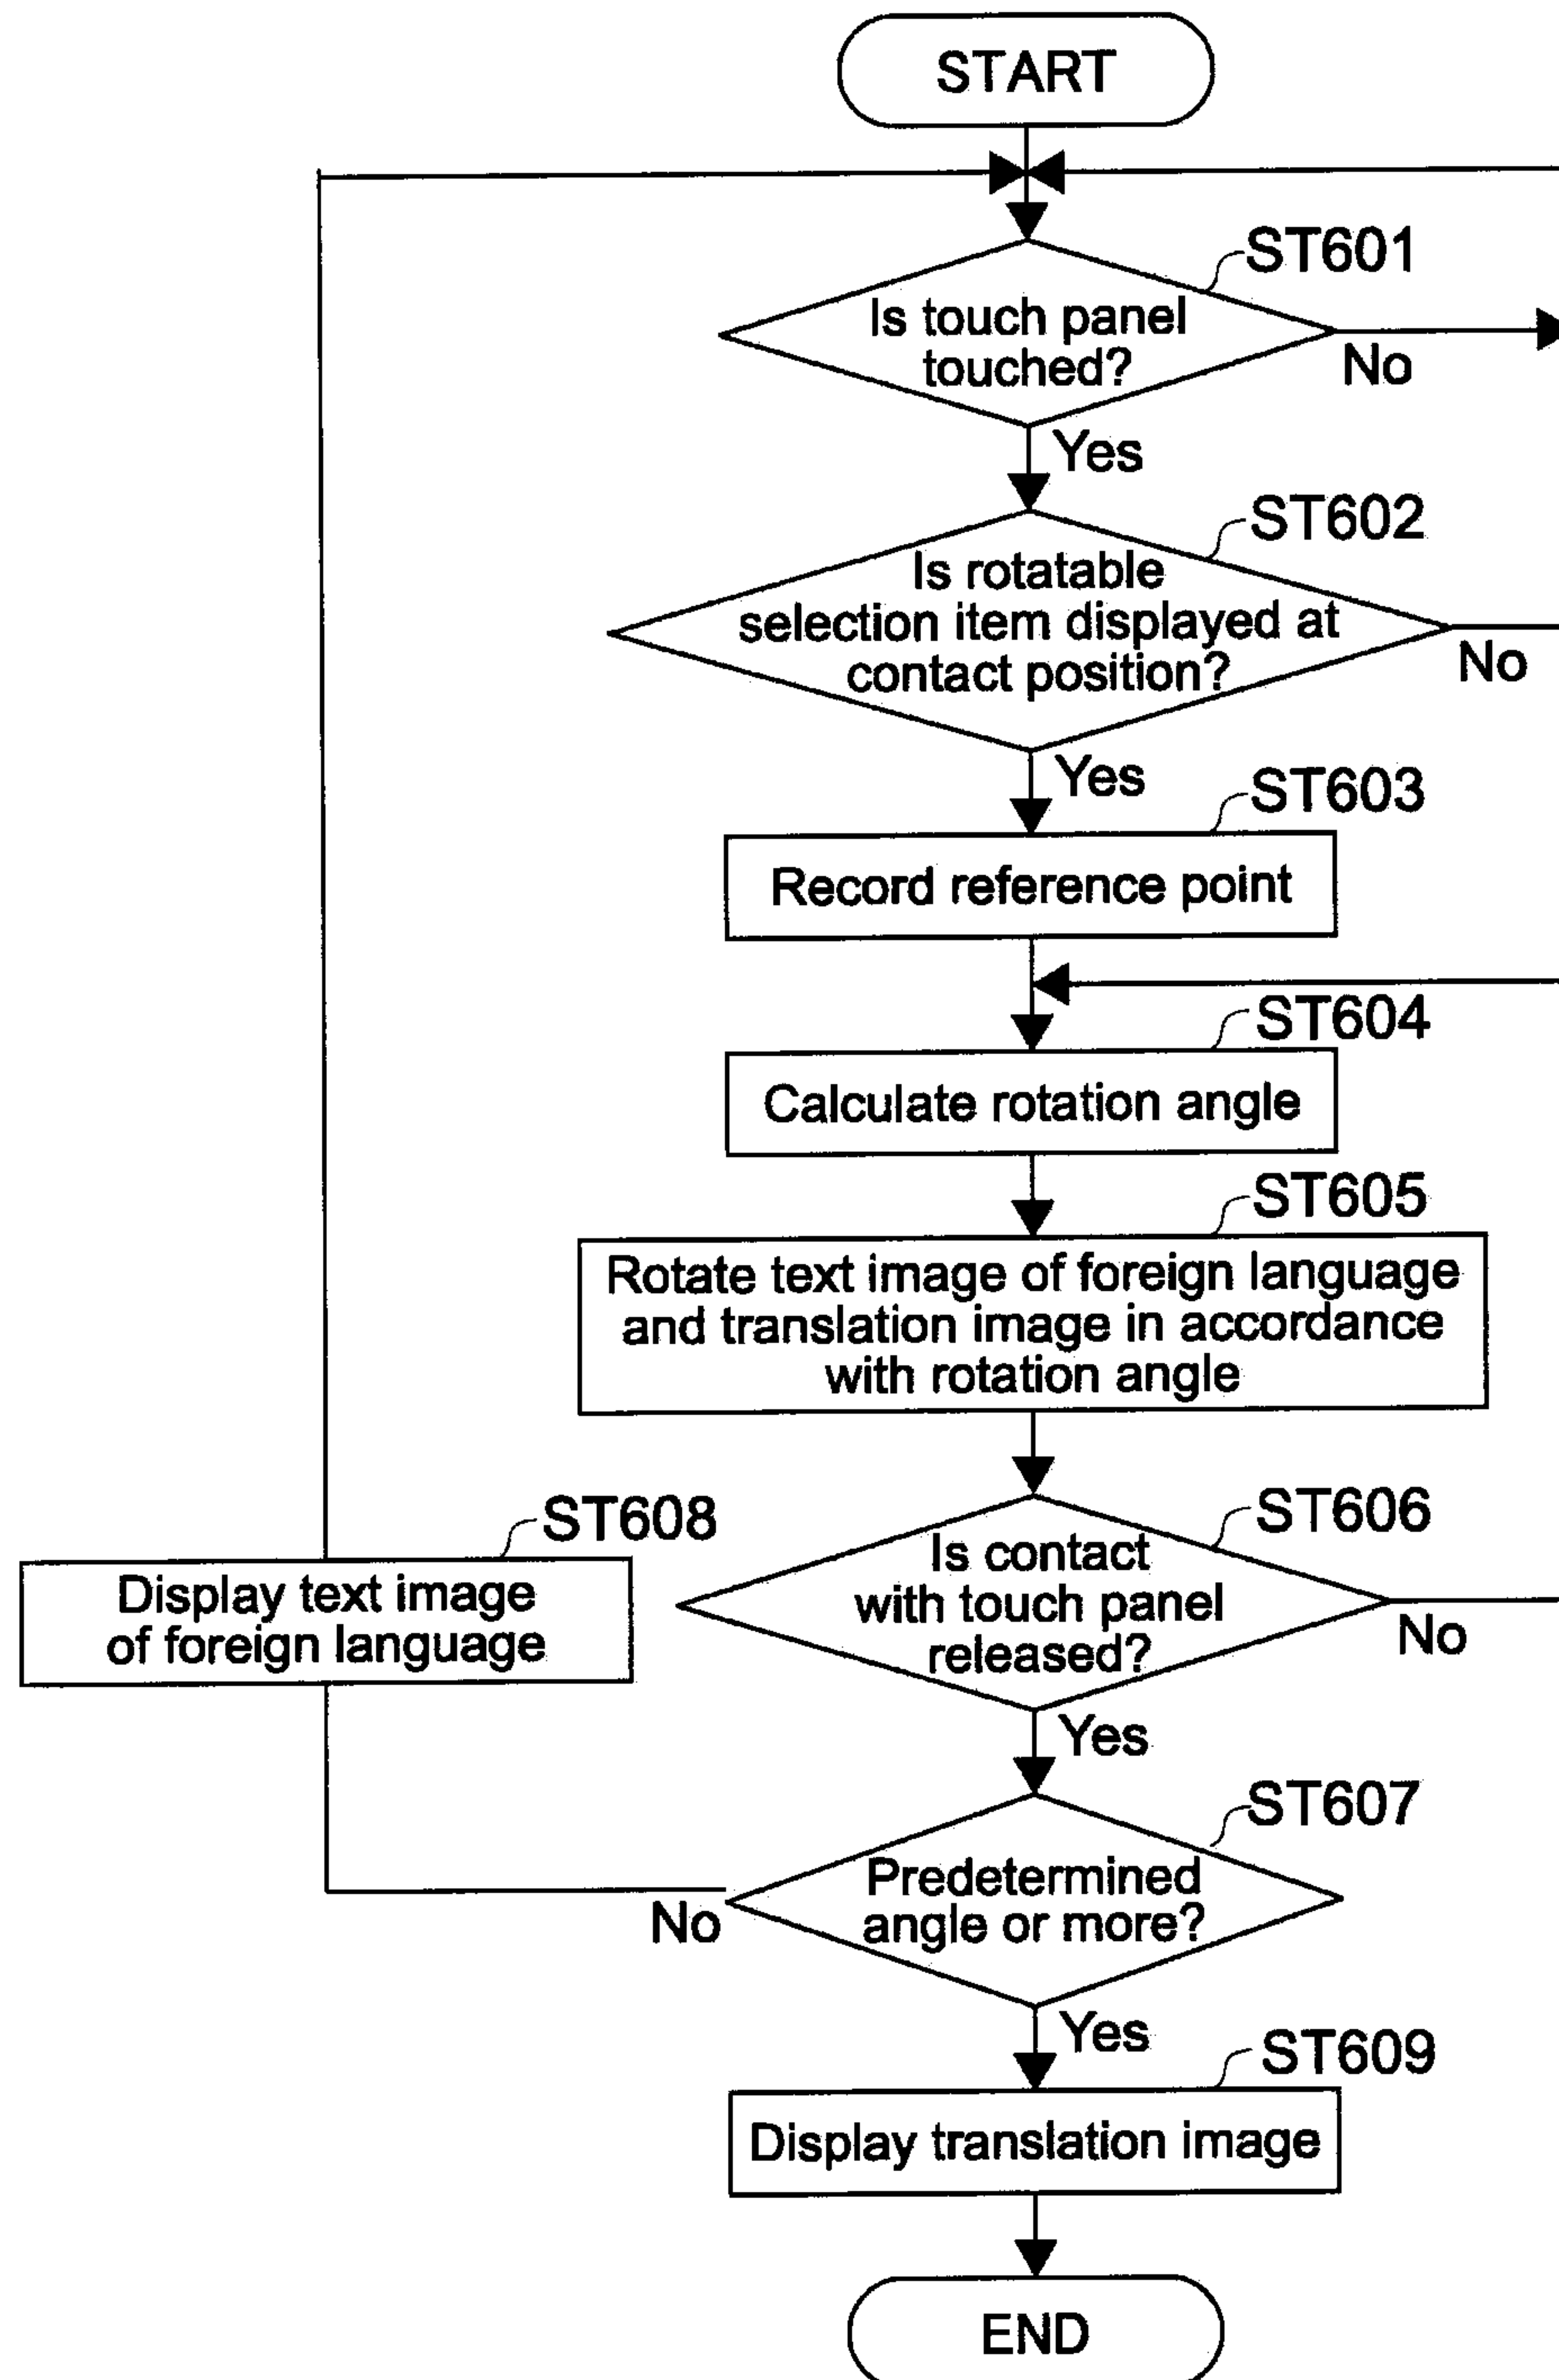 START
ST601
Is touch panel
touched?
No
Yes
ST602
Is rotatable
selection item displayed at
contact position?
No
Yes
ST603
Record reference point
ST604
Calculate rotation angle
ST605
Rotate text image of foreign language
and translation image in accordance
with rotation angle
ST608
Display text image
of foreign language
ST606
Is contact
with touch panel
released?
No
Yes
ST607
Predetermined
angle or more?
No
Yes
ST609
Display translation image
END